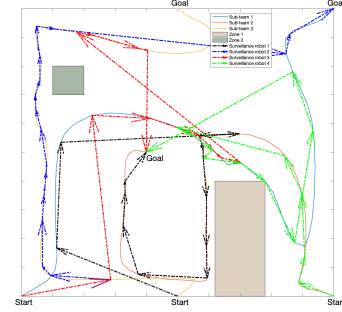 Goal
Goal
Sub-team 1
Sub-team 2
Sub-team 3
Zone 1
Zone 2
Surveillance robot 1
Surveillance robot 2
Surveillance robot 3
Surveillance robot 4
Goal
Start
Start
Start